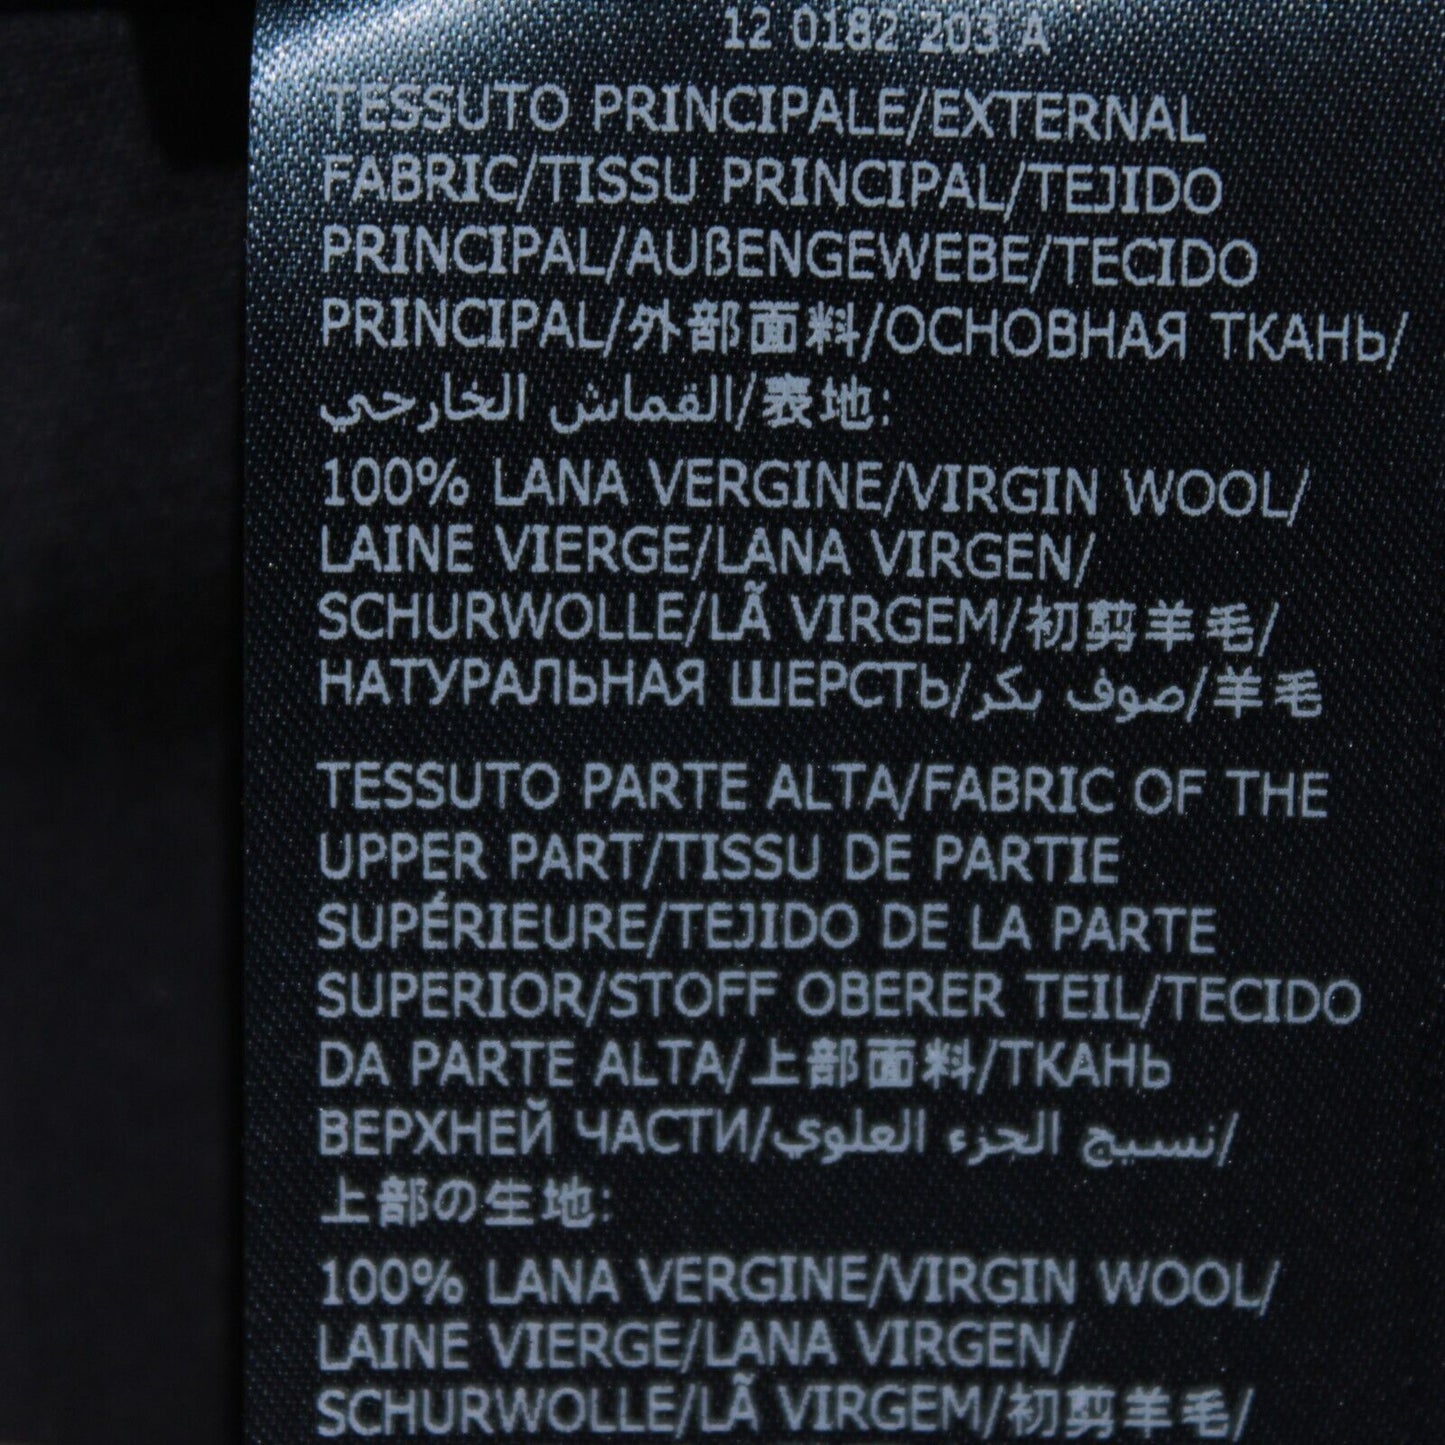 12 0182 203 A
TESSUTO PRINCIPALE/EXTERNAL
FABRIC/TISSU PRINCIPAL/TEJIDO
PRINCIPAL/AUßENGEWEBE/TECIDO
PRINCIPAL/外部面料/ОСНОВНАЯ ТКАНЬ/
القماش الخارجي/表地:
100% LANA VERGINE/VIRGIN WOOL/
LAINE VIERGE/LANA VIRGEN/
SCHURWOLLE/LÃ VIRGEM/初剪羊毛/
НАТУРАЛЬНАЯ ШЕРСТЬ/صوف بكر/羊毛
TESSUTO PARTE ALTA/FABRIC OF THE
UPPER PART/TISSU DE PARTIE
SUPÉRIEURE/TEJIDO DE LA PARTE
SUPERIOR/STOFF OBERER TEIL/TECIDO
DA PARTE ALTA/上部面料/ТКАНЬ
ВЕРХНЕЙ ЧАСТИ/نسيج الجزء العلوي/
上部の生地:
100% LANA VERGINE/VIRGIN WOOL/
LAINE VIERGE/LANA VIRGEN/
SCHURWOLLE/LÃ VIRGEM/初剪羊毛/